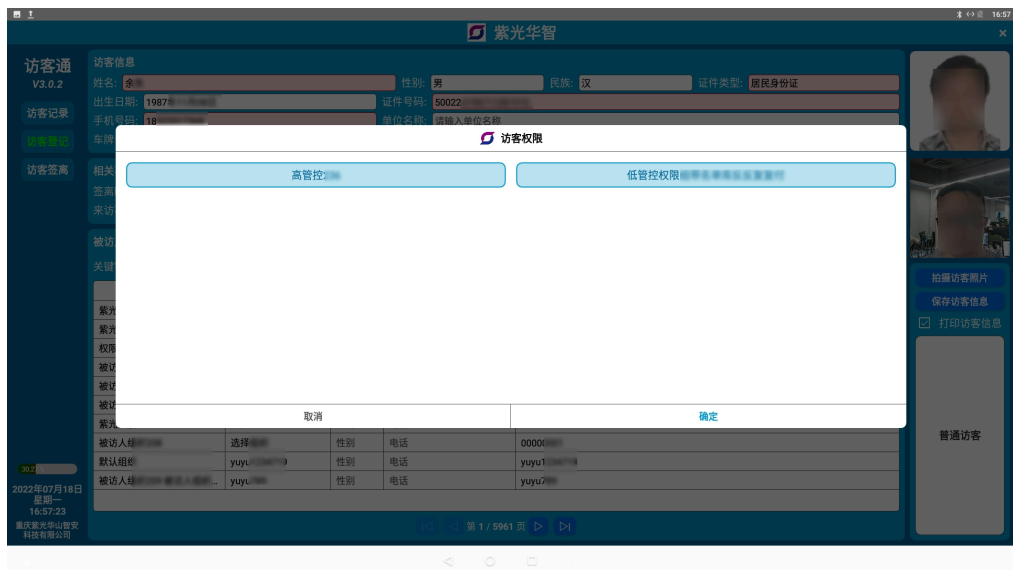 16:57
紫光华智
×
访客通
V3.0.2
访客记录
访客登记
访客签离
访客信息
姓名: 余
性别: 男
民族: 汉
证件类型: 居民身份证
出生日期: 1987
证件号码: 50022
手机号码: 18
单位名称: 请输入单位名称
车牌
访客权限
高管控
低管控权限
相关
签离
来访
被访
关键
紫光
紫光
权限
被访
被访
被访
紫光
取消
确定
被访人组 选择 性别 电话 0000
默认组织 yuyu 性别 电话 yuyu1
被访人组 yuyu 性别 电话 yuyu7
第 1 / 5961 页
拍摄访客照片
保存访客信息
打印访客信息
普通访客
30.2
2022年07月18日
星期一
16:57:23
重庆紫光华山智安
科技有限公司